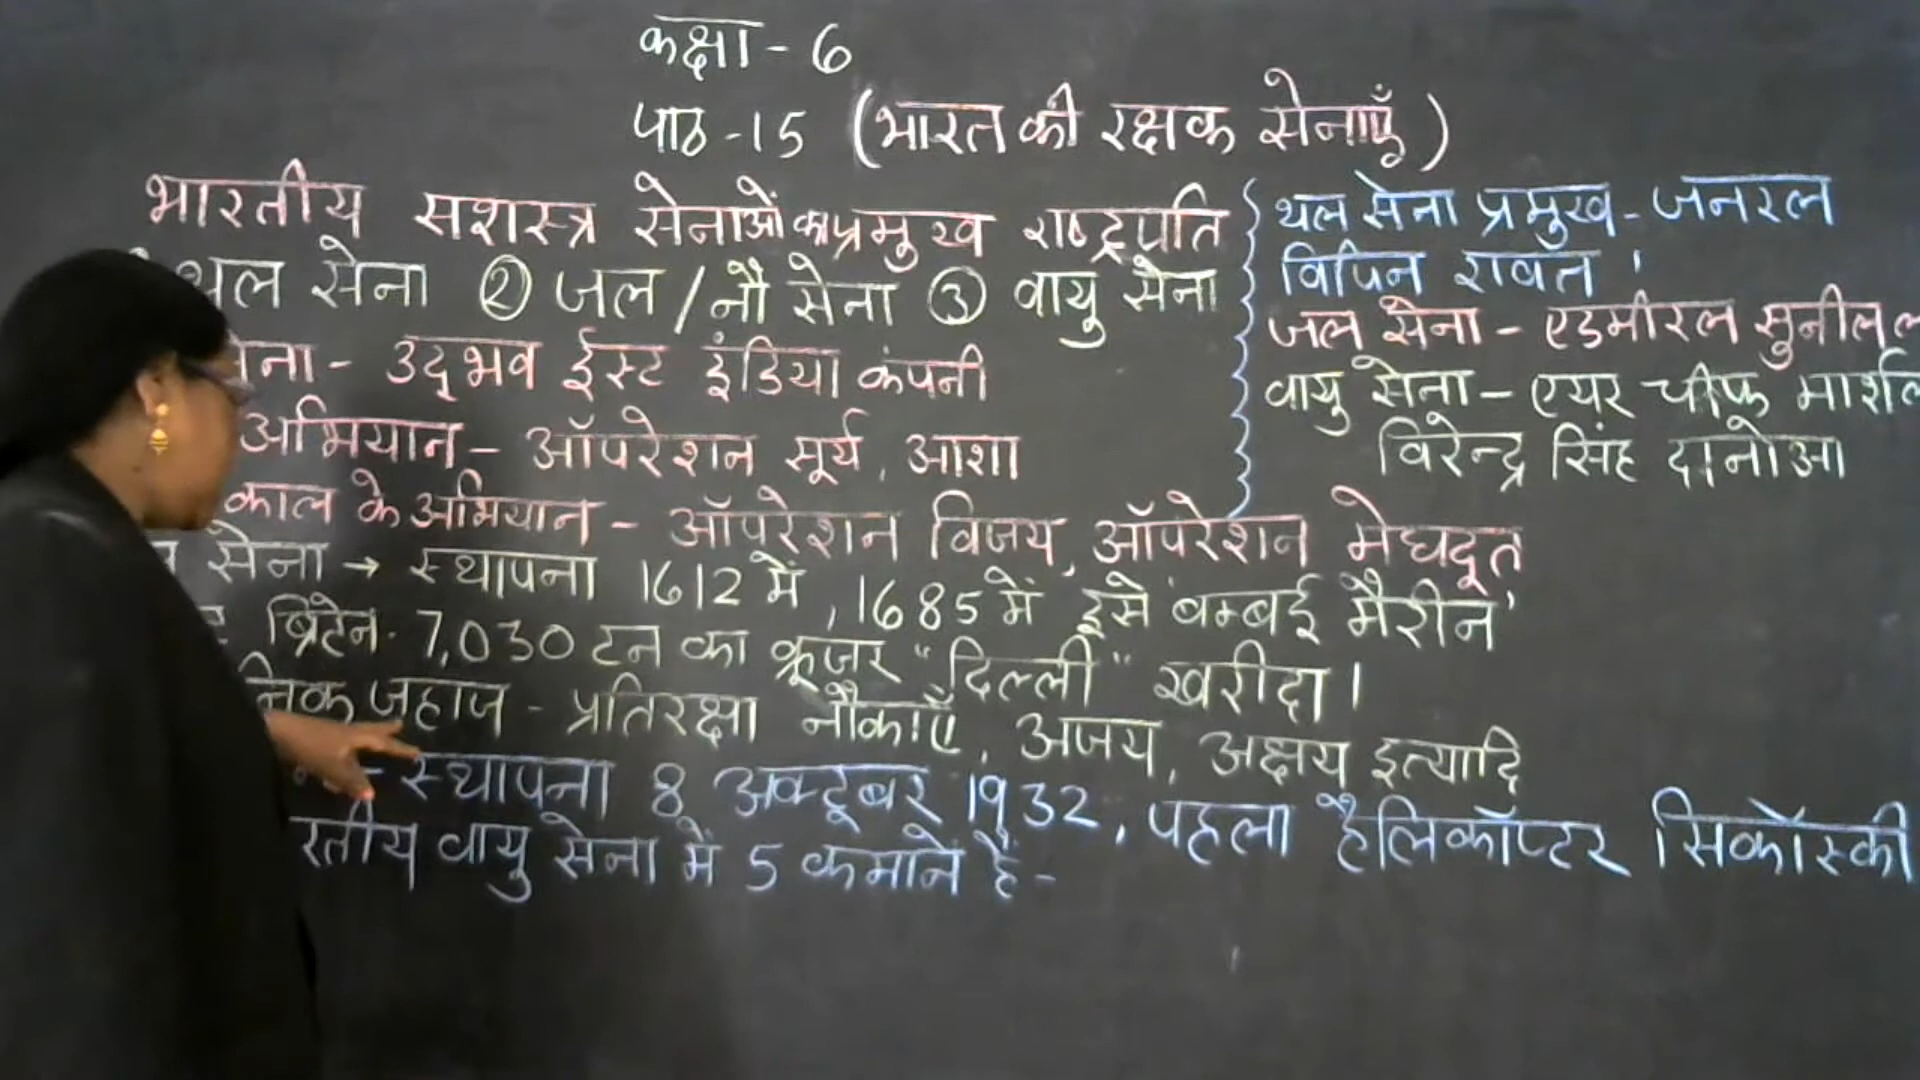 कक्षा - 6
पाठ -15 (भारत की रक्षक सेनाएँ)
भारतीय सशस्त्र सेनाओं का प्रमुख राष्ट्रपति
थल सेना ② जल / नौ सेना ③ वायु सेना
- उद्भव ईस्ट इंडिया कंपनी
अभियान - ऑपरेशन सूर्य, आशा
काल के अभियान - ऑपरेशन विजय, ऑपरेशन मेघदूत
सेना → स्थापना 1612 में, 1685 में इसे 'बम्बई मैरीन'
ब्रिटेन. 7,030 टन का क्रूजर "दिल्ली" खरीदा।
जहाज - प्रतिरक्षा नौकाएँ, अजय, अक्षय इत्यादि
- स्थापना 8 अक्टूबर 1932, पहला हैलिकॉप्टर सिकॉस्की
वायु सेना में 5 कमाने हैं -
थल सेना प्रमुख - जनरल
विपिन रावत '
जल सेना - एडमीरल सुनील
वायु सेना - एयर चीफ मार्शल
विरेन्द्र सिंह दानोआ